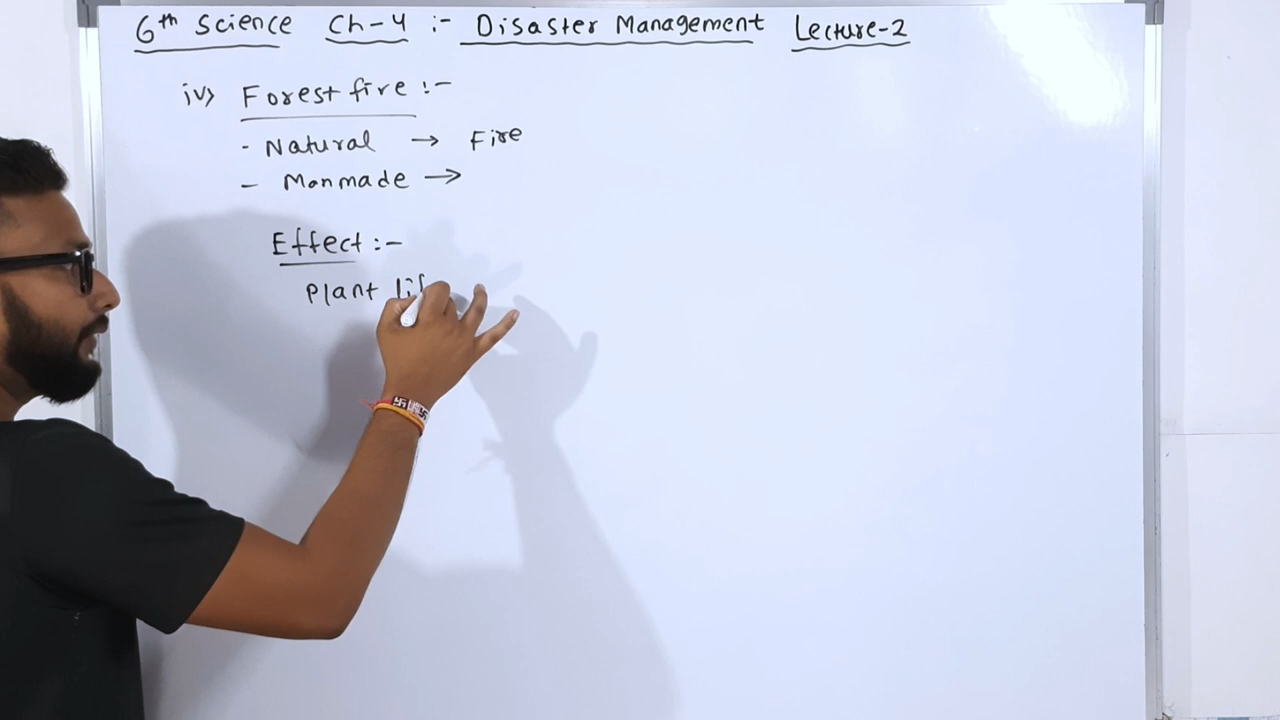 6th Science Ch-4 :- Disaster Management Lecture-2
iv) Forest fire :-
- Natural → Fire
- Manmade →
Effect :-
Plant lif